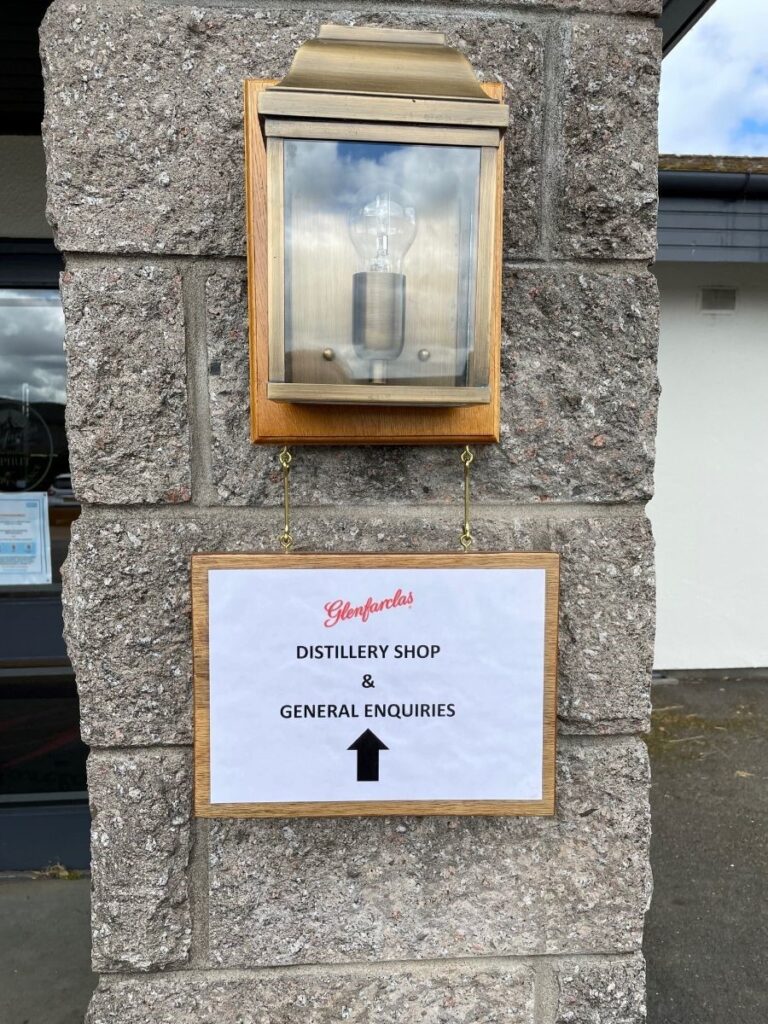 Glenfarclas
DISTILLERY SHOP
&
GENERAL ENQUIRIES